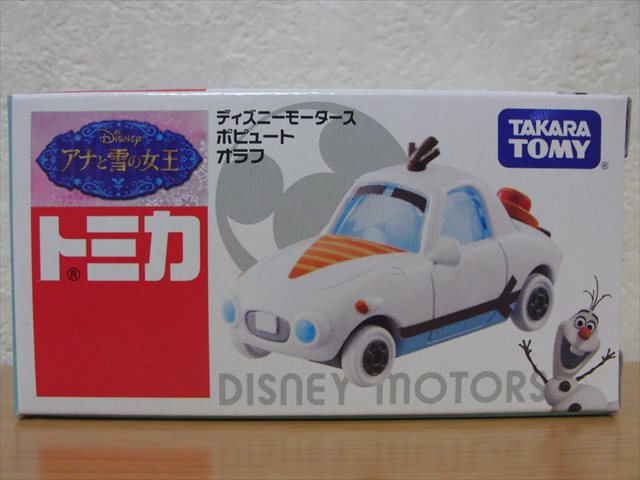 Disney
アナと雪の女王
トミカ
®
ディズニーモータース
ポピュート
オラフ
TAKARA
TOMY
®
DISNEY MOTORS